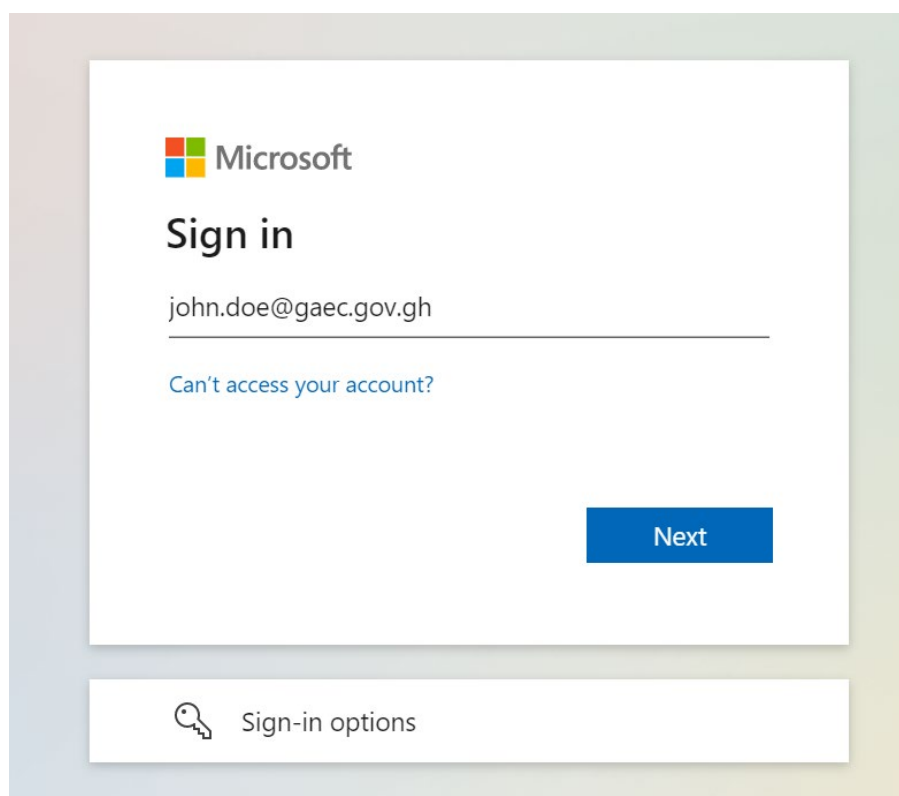 Microsoft
Sign in
john.doe@gaec.gov.gh
Can't access your account?
Next
Sign-in options